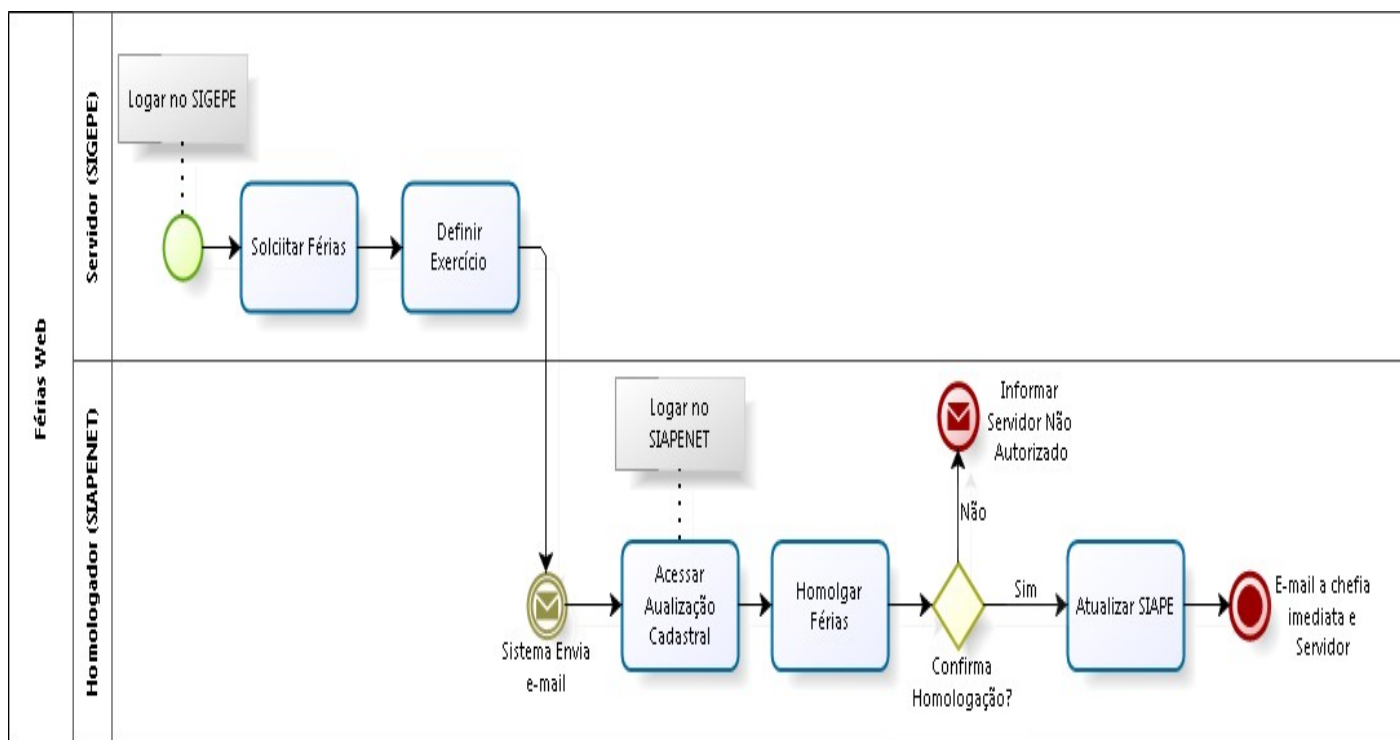 Férias Web
Servidor (SIGEPE)
Logar no SIGEPE
Solciitar Férias
Definir
Exercício
Homologador (SIAPENET)
Sistema Envia
e-mail
Logar no
SIAPENET
Acessar
Aualização
Cadastral
Homolgar
Férias
Confirma
Homologação?
Não
Informar
Servidor Não
Autorizado
Sim
Atualizar SIAPE
E-mail a chefia
imediata e
Servidor